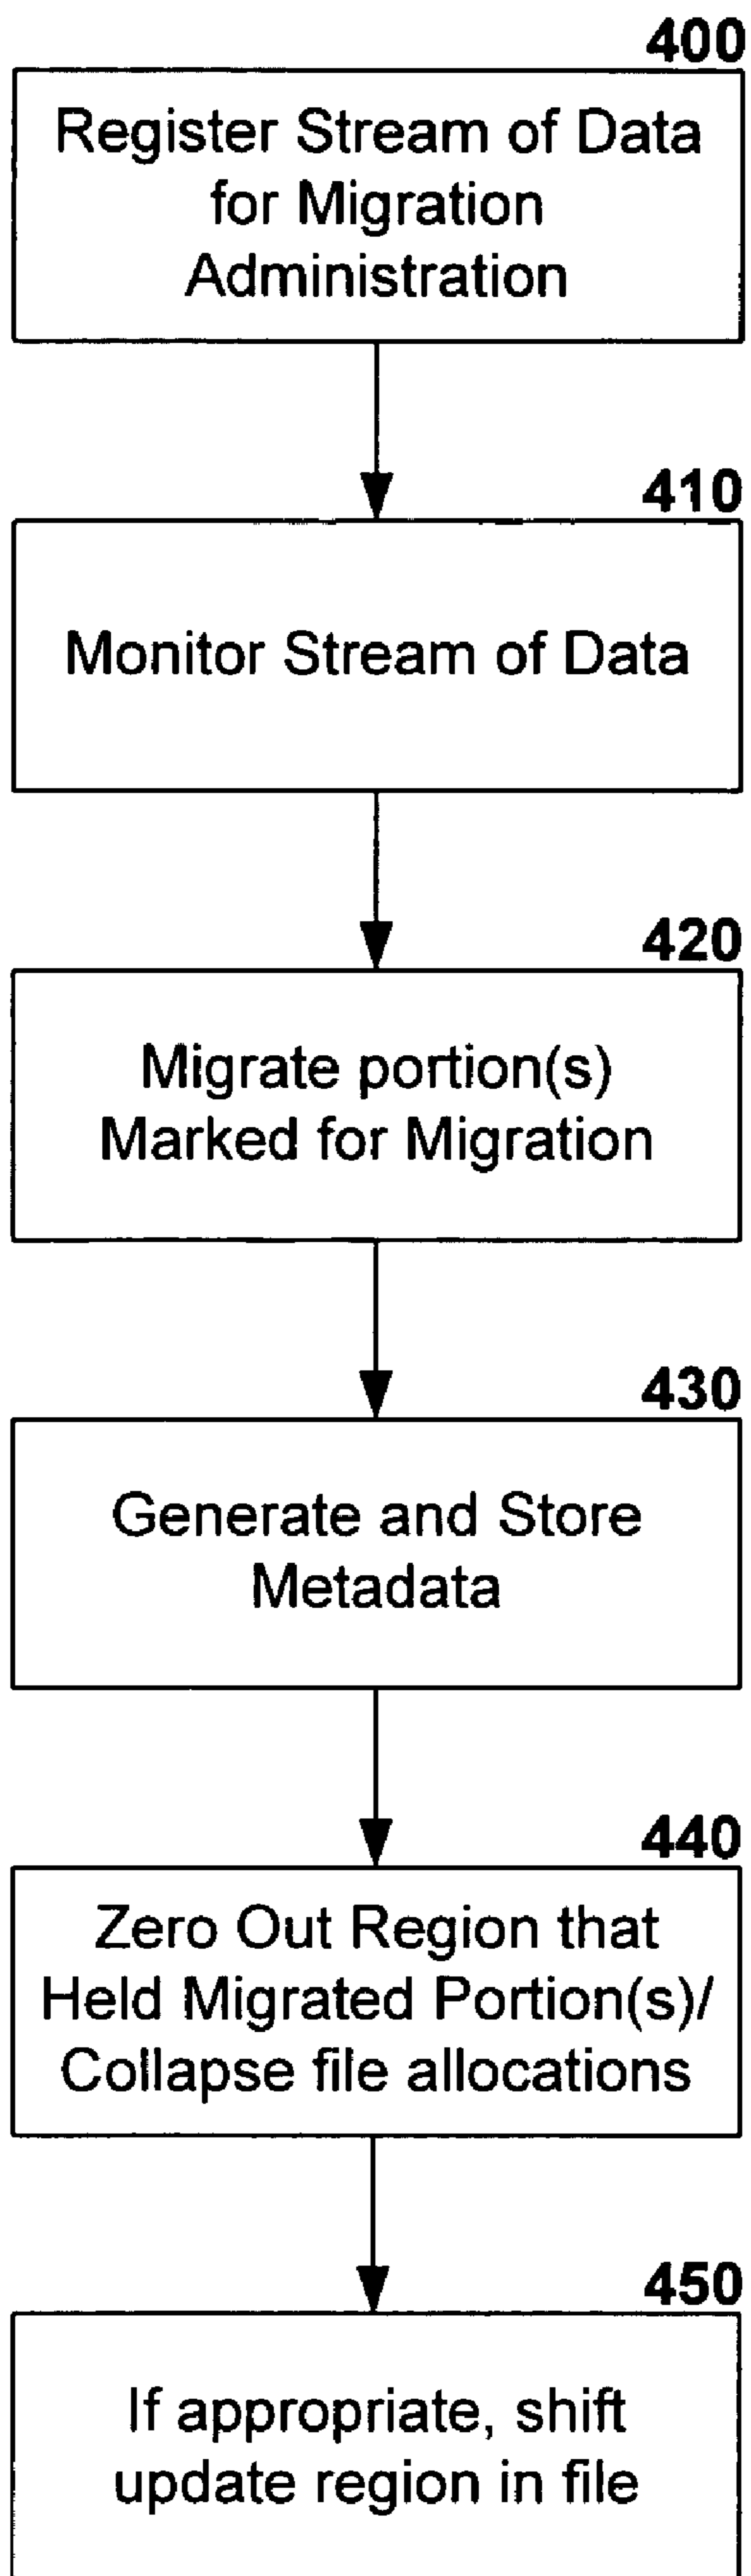 400
Register Stream of Data
for Migration
Administration
410
Monitor Stream of Data
420
Migrate portion(s)
Marked for Migration
430
Generate and Store
Metadata
440
Zero Out Region that
Held Migrated Portion(s)/
Collapse file allocations
450
If appropriate, shift
update region in file